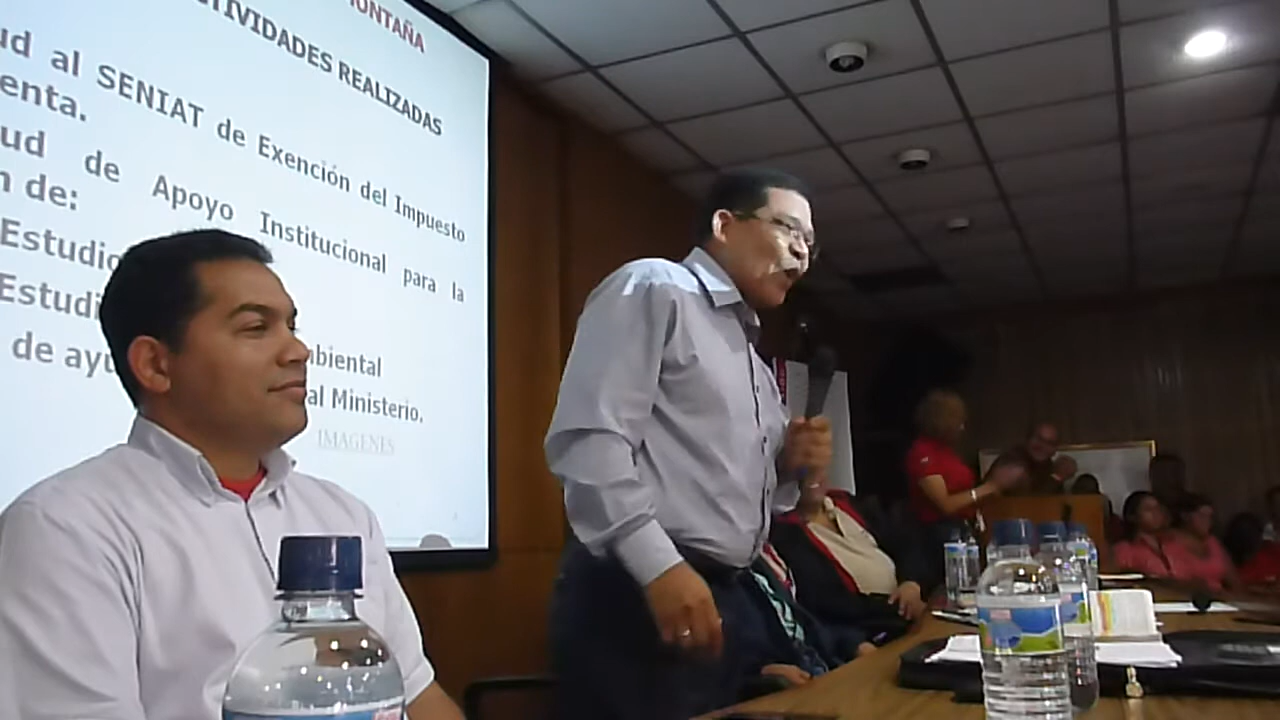 MONTAÑA
ACTIVIDADES REALIZADAS
ud al SENIAT de Exención del Impuesto
enta.
ud de Apoyo Institucional para la
n de:
Estudio
Estudi
mbiental
de ayu al Ministerio.
IMAGENES